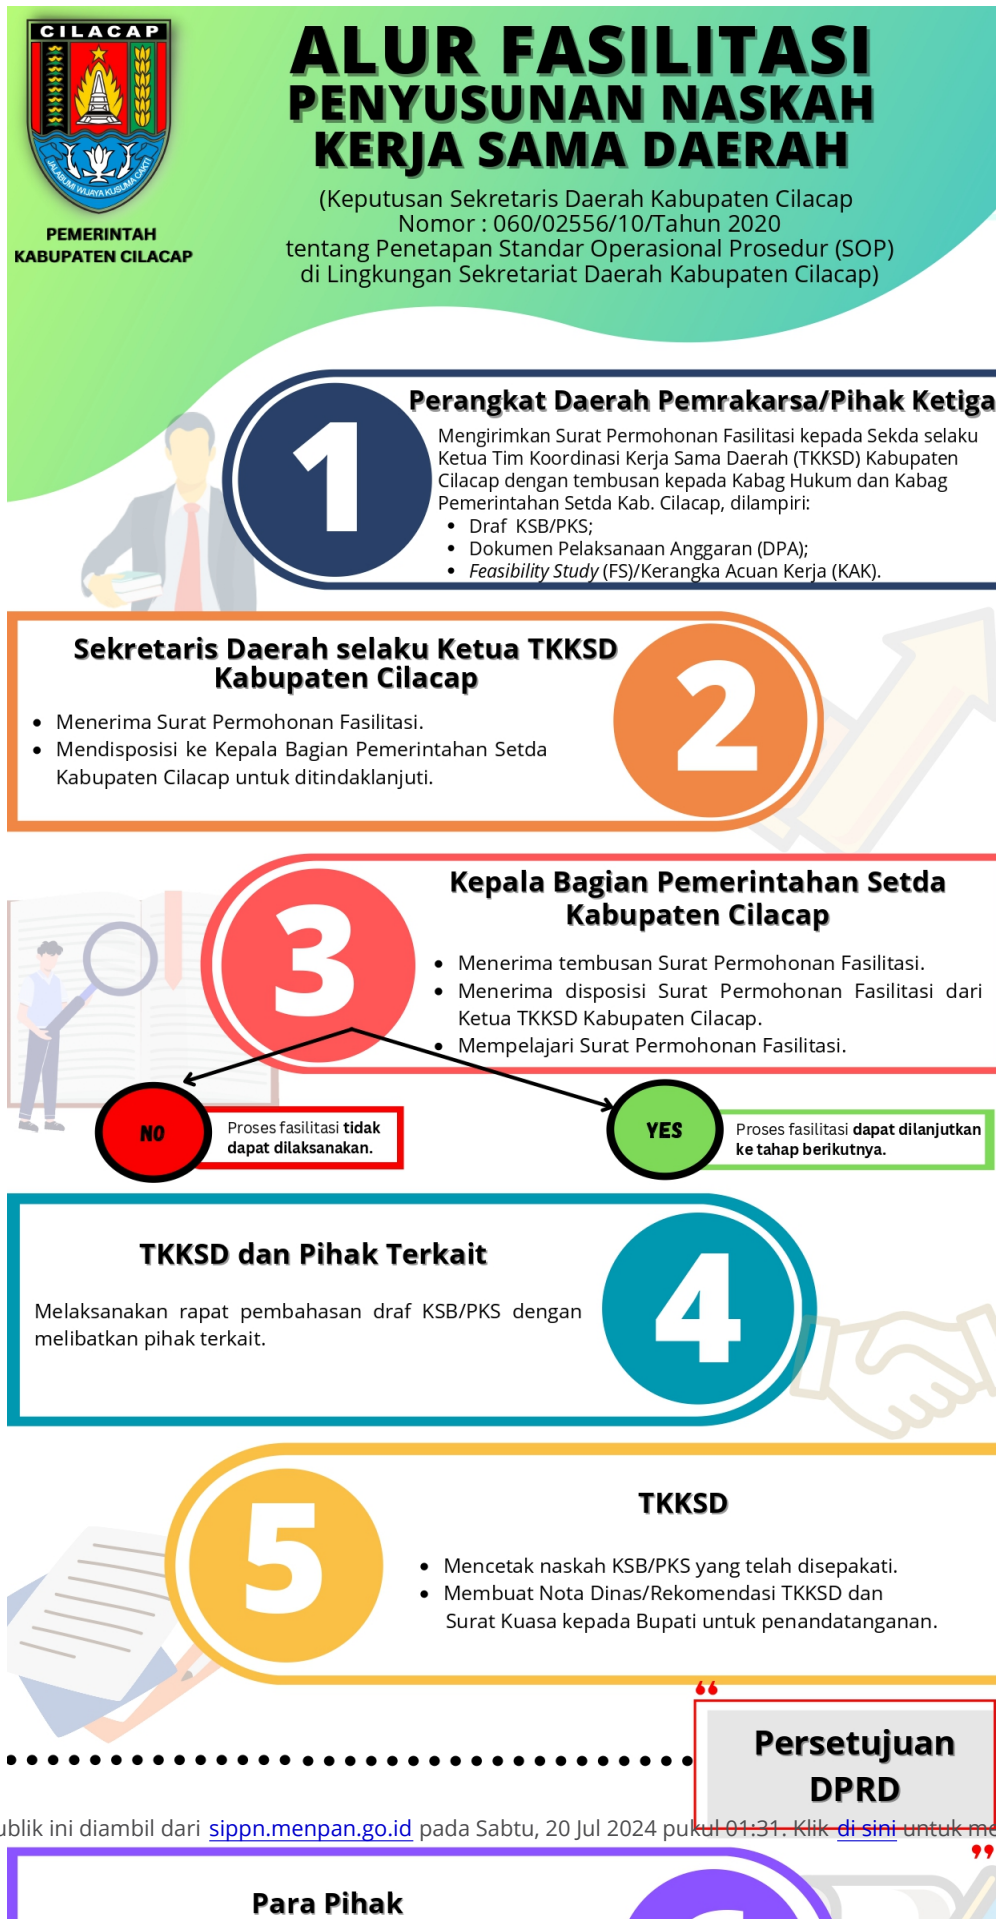 CILACAP
JALABUMI WIJAYA KUSUMA CAKTI
PEMERINTAH
KABUPATEN CILACAP
ALUR FASILITASI
PENYUSUNAN NASKAH
KERJA SAMA DAERAH
(Keputusan Sekretaris Daerah Kabupaten Cilacap
Nomor : 060/02556/10/Tahun 2020
tentang Penetapan Standar Operasional Prosedur (SOP)
di Lingkungan Sekretariat Daerah Kabupaten Cilacap)
1
Perangkat Daerah Pemrakarsa/Pihak Ketiga
Mengirimkan Surat Permohonan Fasilitasi kepada Sekda selaku
Ketua Tim Koordinasi Kerja Sama Daerah (TKKSD) Kabupaten
Cilacap dengan tembusan kepada Kabag Hukum dan Kabag
Pemerintahan Setda Kab. Cilacap, dilampiri:
• Draf KSB/PKS;
• Dokumen Pelaksanaan Anggaran (DPA);
• Feasibility Study (FS)/Kerangka Acuan Kerja (KAK).
Sekretaris Daerah selaku Ketua TKKSD
Kabupaten Cilacap
• Menerima Surat Permohonan Fasilitasi.
• Mendisposisi ke Kepala Bagian Pemerintahan Setda
Kabupaten Cilacap untuk ditindaklanjuti.
2
3
Kepala Bagian Pemerintahan Setda
Kabupaten Cilacap
• Menerima tembusan Surat Permohonan Fasilitasi.
• Menerima disposisi Surat Permohonan Fasilitasi dari
Ketua TKKSD Kabupaten Cilacap.
• Mempelajari Surat Permohonan Fasilitasi.
NO
Proses fasilitasi tidak
dapat dilaksanakan.
YES
Proses fasilitasi dapat dilanjutkan
ke tahap berikutnya.
TKKSD dan Pihak Terkait
Melaksanakan rapat pembahasan draf KSB/PKS dengan
melibatkan pihak terkait.
4
5
TKKSD
• Mencetak naskah KSB/PKS yang telah disepakati.
• Membuat Nota Dinas/Rekomendasi TKKSD dan
Surat Kuasa kepada Bupati untuk penandatanganan.
Persetujuan
DPRD
ublik ini diambil dari sippn.menpan.go.id pada Sabtu, 20 Jul 2024 pukul 01:31. Klik di sini untuk
Para Pihak